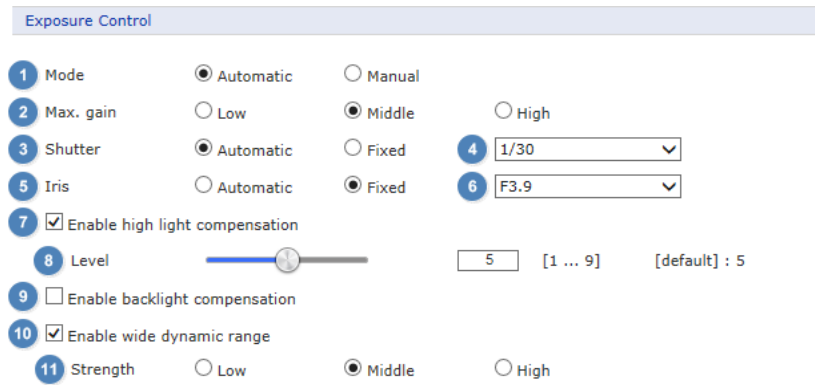 Exposure Control
1 Mode Automatic Manual
2 Max. gain Low Middle High
3 Shutter Automatic Fixed 4 1/30
5 Iris Automatic Fixed 6 F3.9
7 Enable high light compensation
8 Level 5 [1 ... 9] [default] : 5
9 Enable backlight compensation
10 Enable wide dynamic range
11 Strength Low Middle High